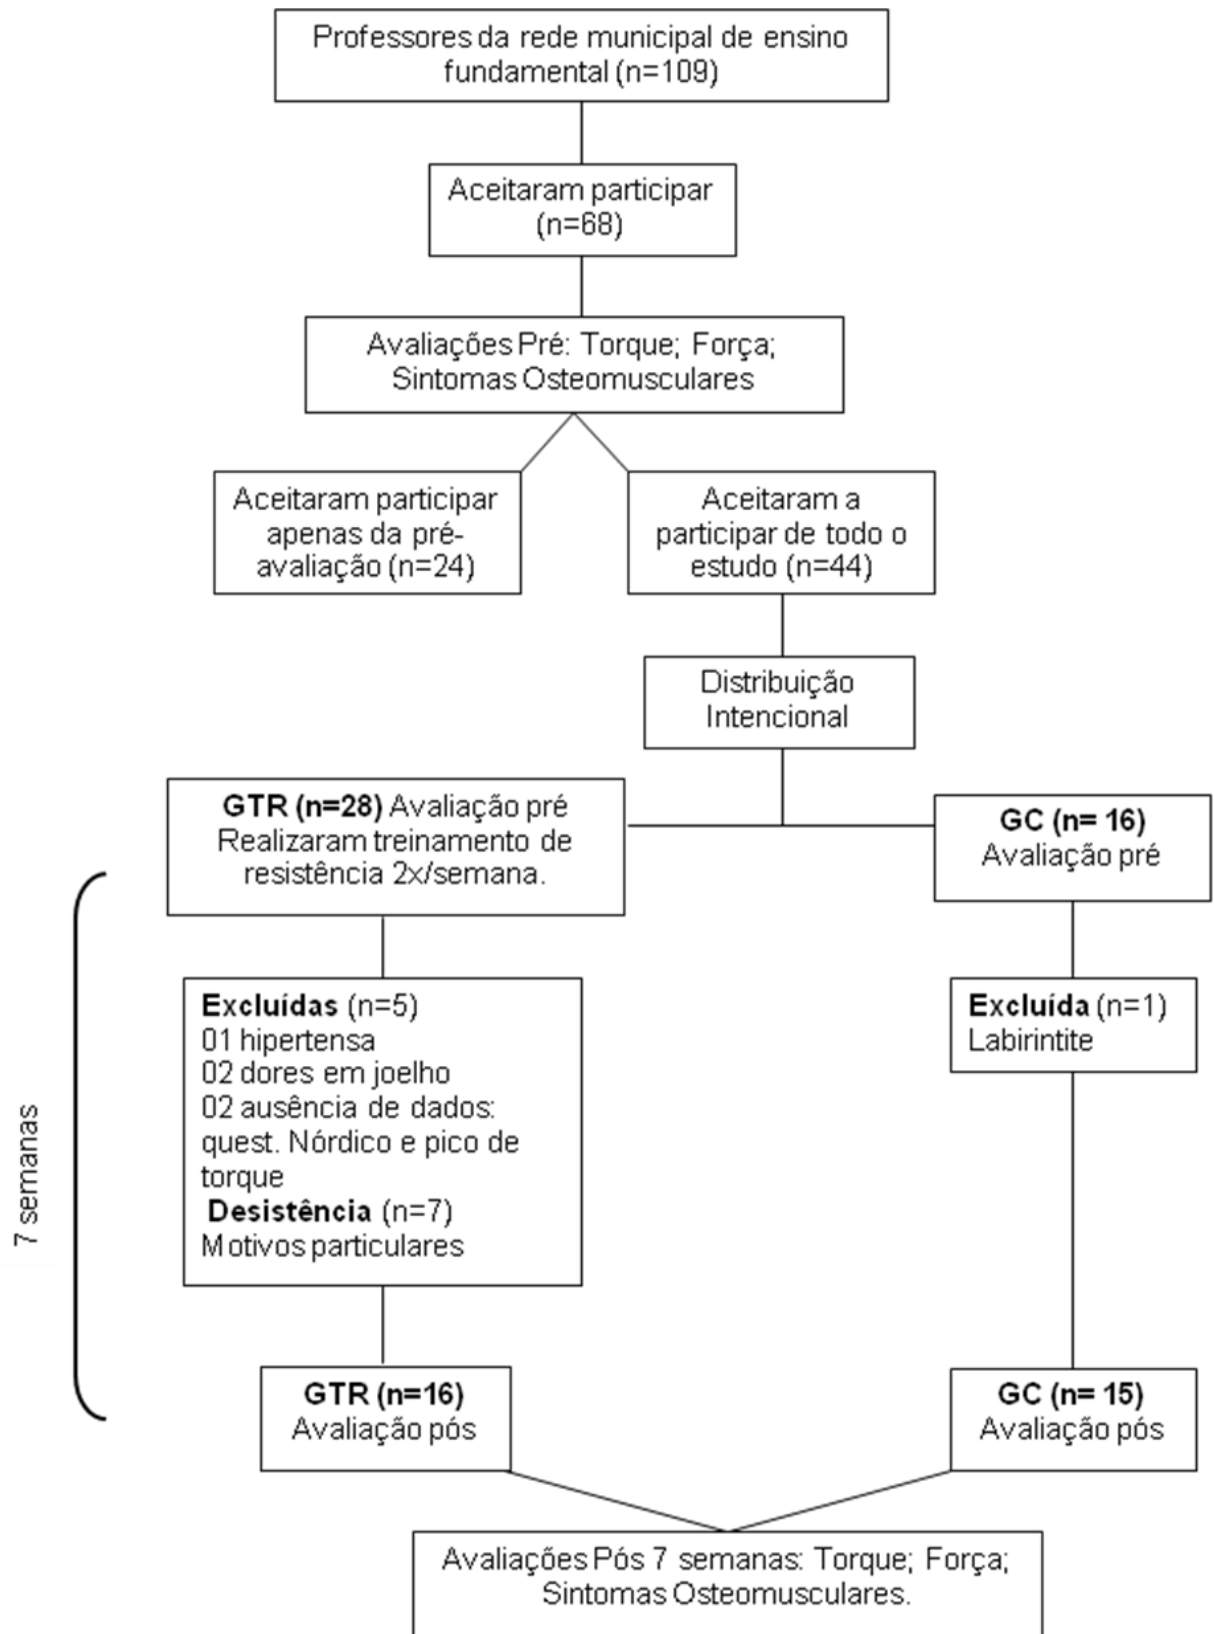 Professores da rede municipal de ensino
fundamental (n=109)
Aceitaram participar
(n=68)
Avaliações Pré: Torque; Força;
Sintomas Osteomusculares
Aceitaram participar
apenas da pré-
avaliação (n=24)
Aceitaram a
participar de todo o
estudo (n=44)
Distribuição
Intencional
GTR (n=28) Avaliação pré
Realizaram treinamento de
resistência 2x/semana.
GC (n= 16)
Avaliação pré
7 semanas
Excluídas (n=5)
01 hipertensa
02 dores em joelho
02 ausência de dados:
quest. Nórdico e pico de
torque
Desistência (n=7)
Motivos particulares
Excluída (n=1)
Labirintite
GTR (n=16)
Avaliação pós
GC (n= 15)
Avaliação pós
Avaliações Pós 7 semanas: Torque; Força;
Sintomas Osteomusculares.